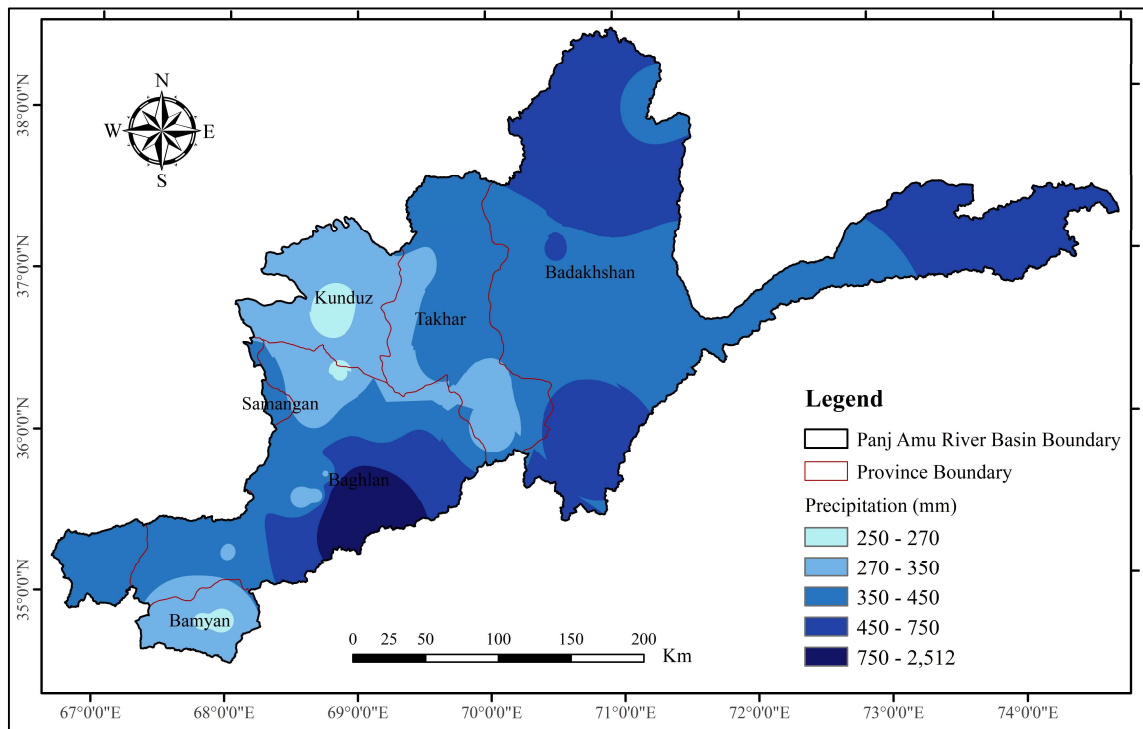 N
W E
S
38°0'0"N
37°0'0"N
36°0'0"N
35°0'0"N
Badakhshan
Kunduz
Takhar
Samangan
Baghlan
Bamyan
Legend
Panj Amu River Basin Boundary
Province Boundary
Precipitation (mm)
250 - 270
270 - 350
350 - 450
450 - 750
750 - 2,512
0 25 50 100 150 200
Km
67°0'0"E 68°0'0"E 69°0'0"E 70°0'0"E 71°0'0"E 72°0'0"E 73°0'0"E 74°0'0"E